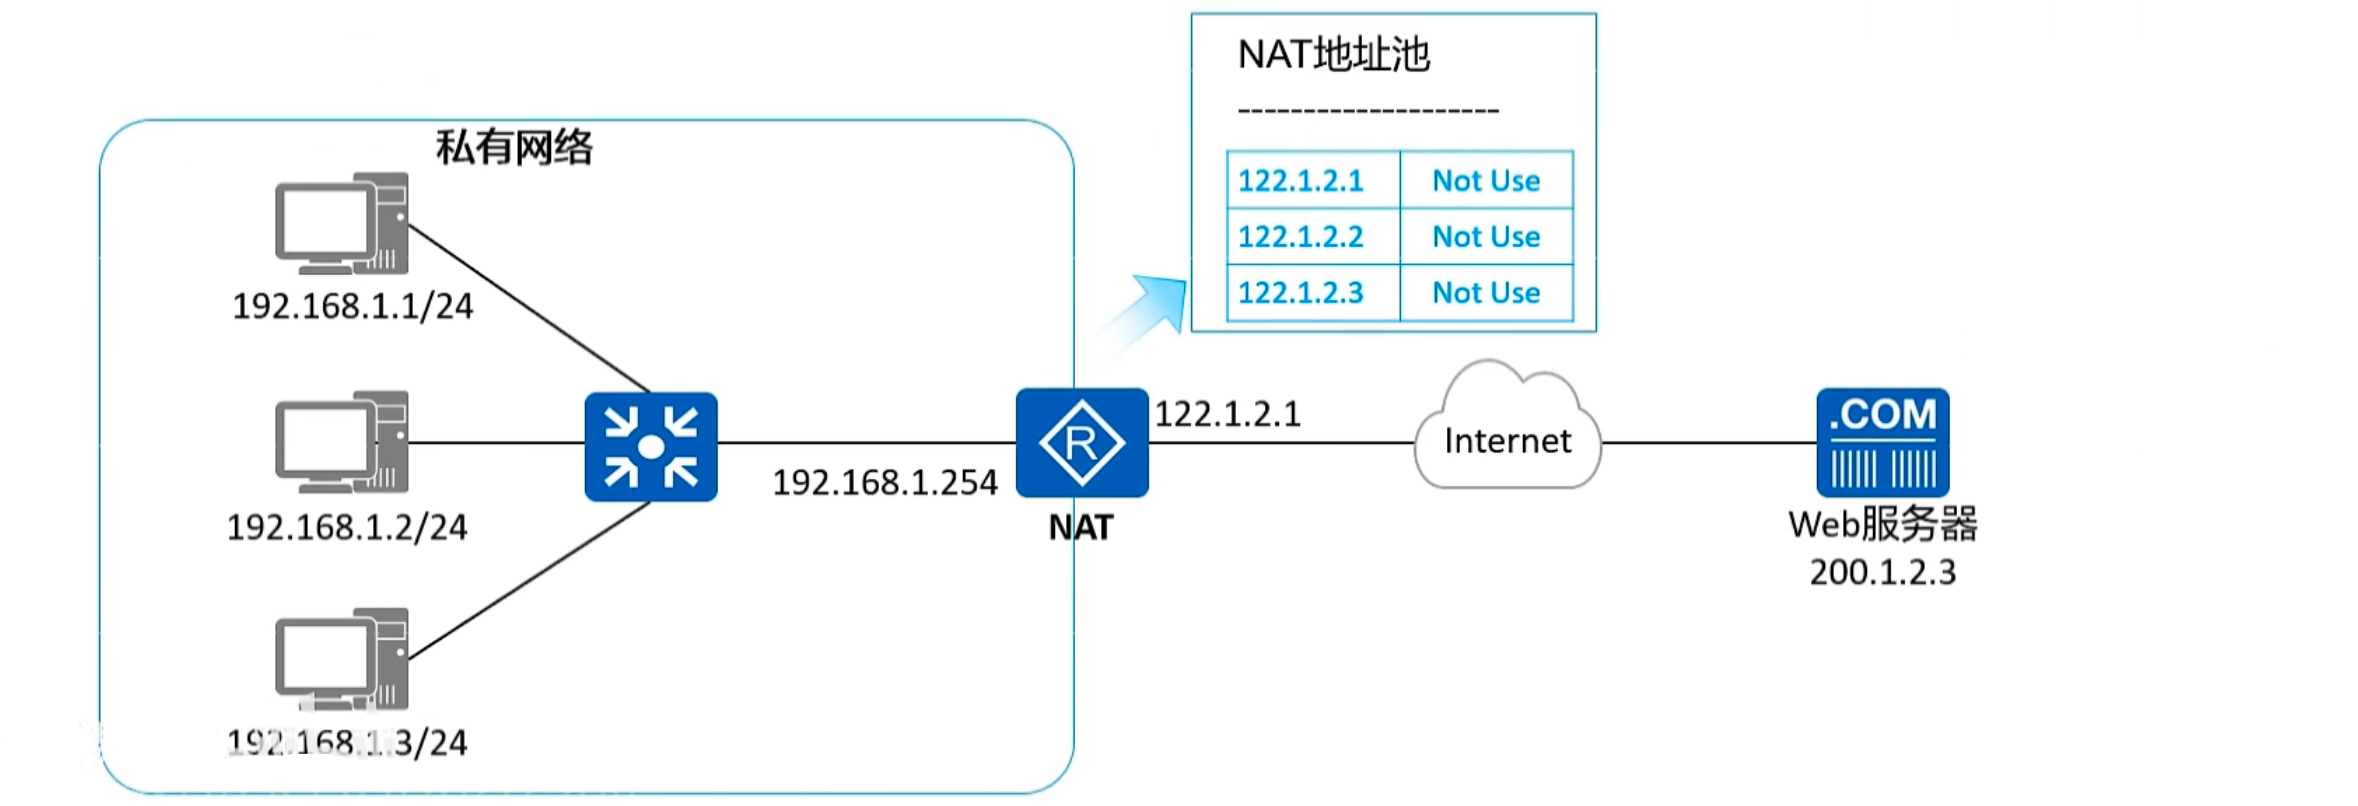 NAT地址池
--------------------
122.1.2.1 Not Use
122.1.2.2 Not Use
122.1.2.3 Not Use
私有网络
192.168.1.1/24
192.168.1.2/24
192.168.1.3/24
192.168.1.254
R
NAT
122.1.2.1
Internet
.COM
Web服务器
200.1.2.3